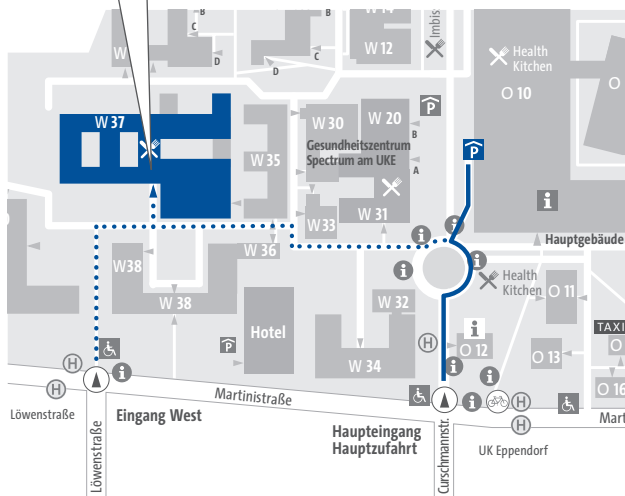 B
C
D
W
B
C
D
W 12
Health
Kitchen
O 10
O
W 37
W 30
W 20
B
P
P
Gesundheitszentrum
Spectrum am UKE
A
W 35
W 33
W 31
i
i
i
Hauptgebäude
W 36
W38
W 38
i
i
Health
Kitchen
O 11
W 32
Hotel
P
i
O 12
H
W 34
O 13
TAXI
O
O 16
H
i
i
i
H
Martinistraße
i
H
Mart
H
Löwenstraße
Eingang West
Haupteingang
Hauptzufahrt
UK Eppendorf
Löwenstraße
Curschmannstr.